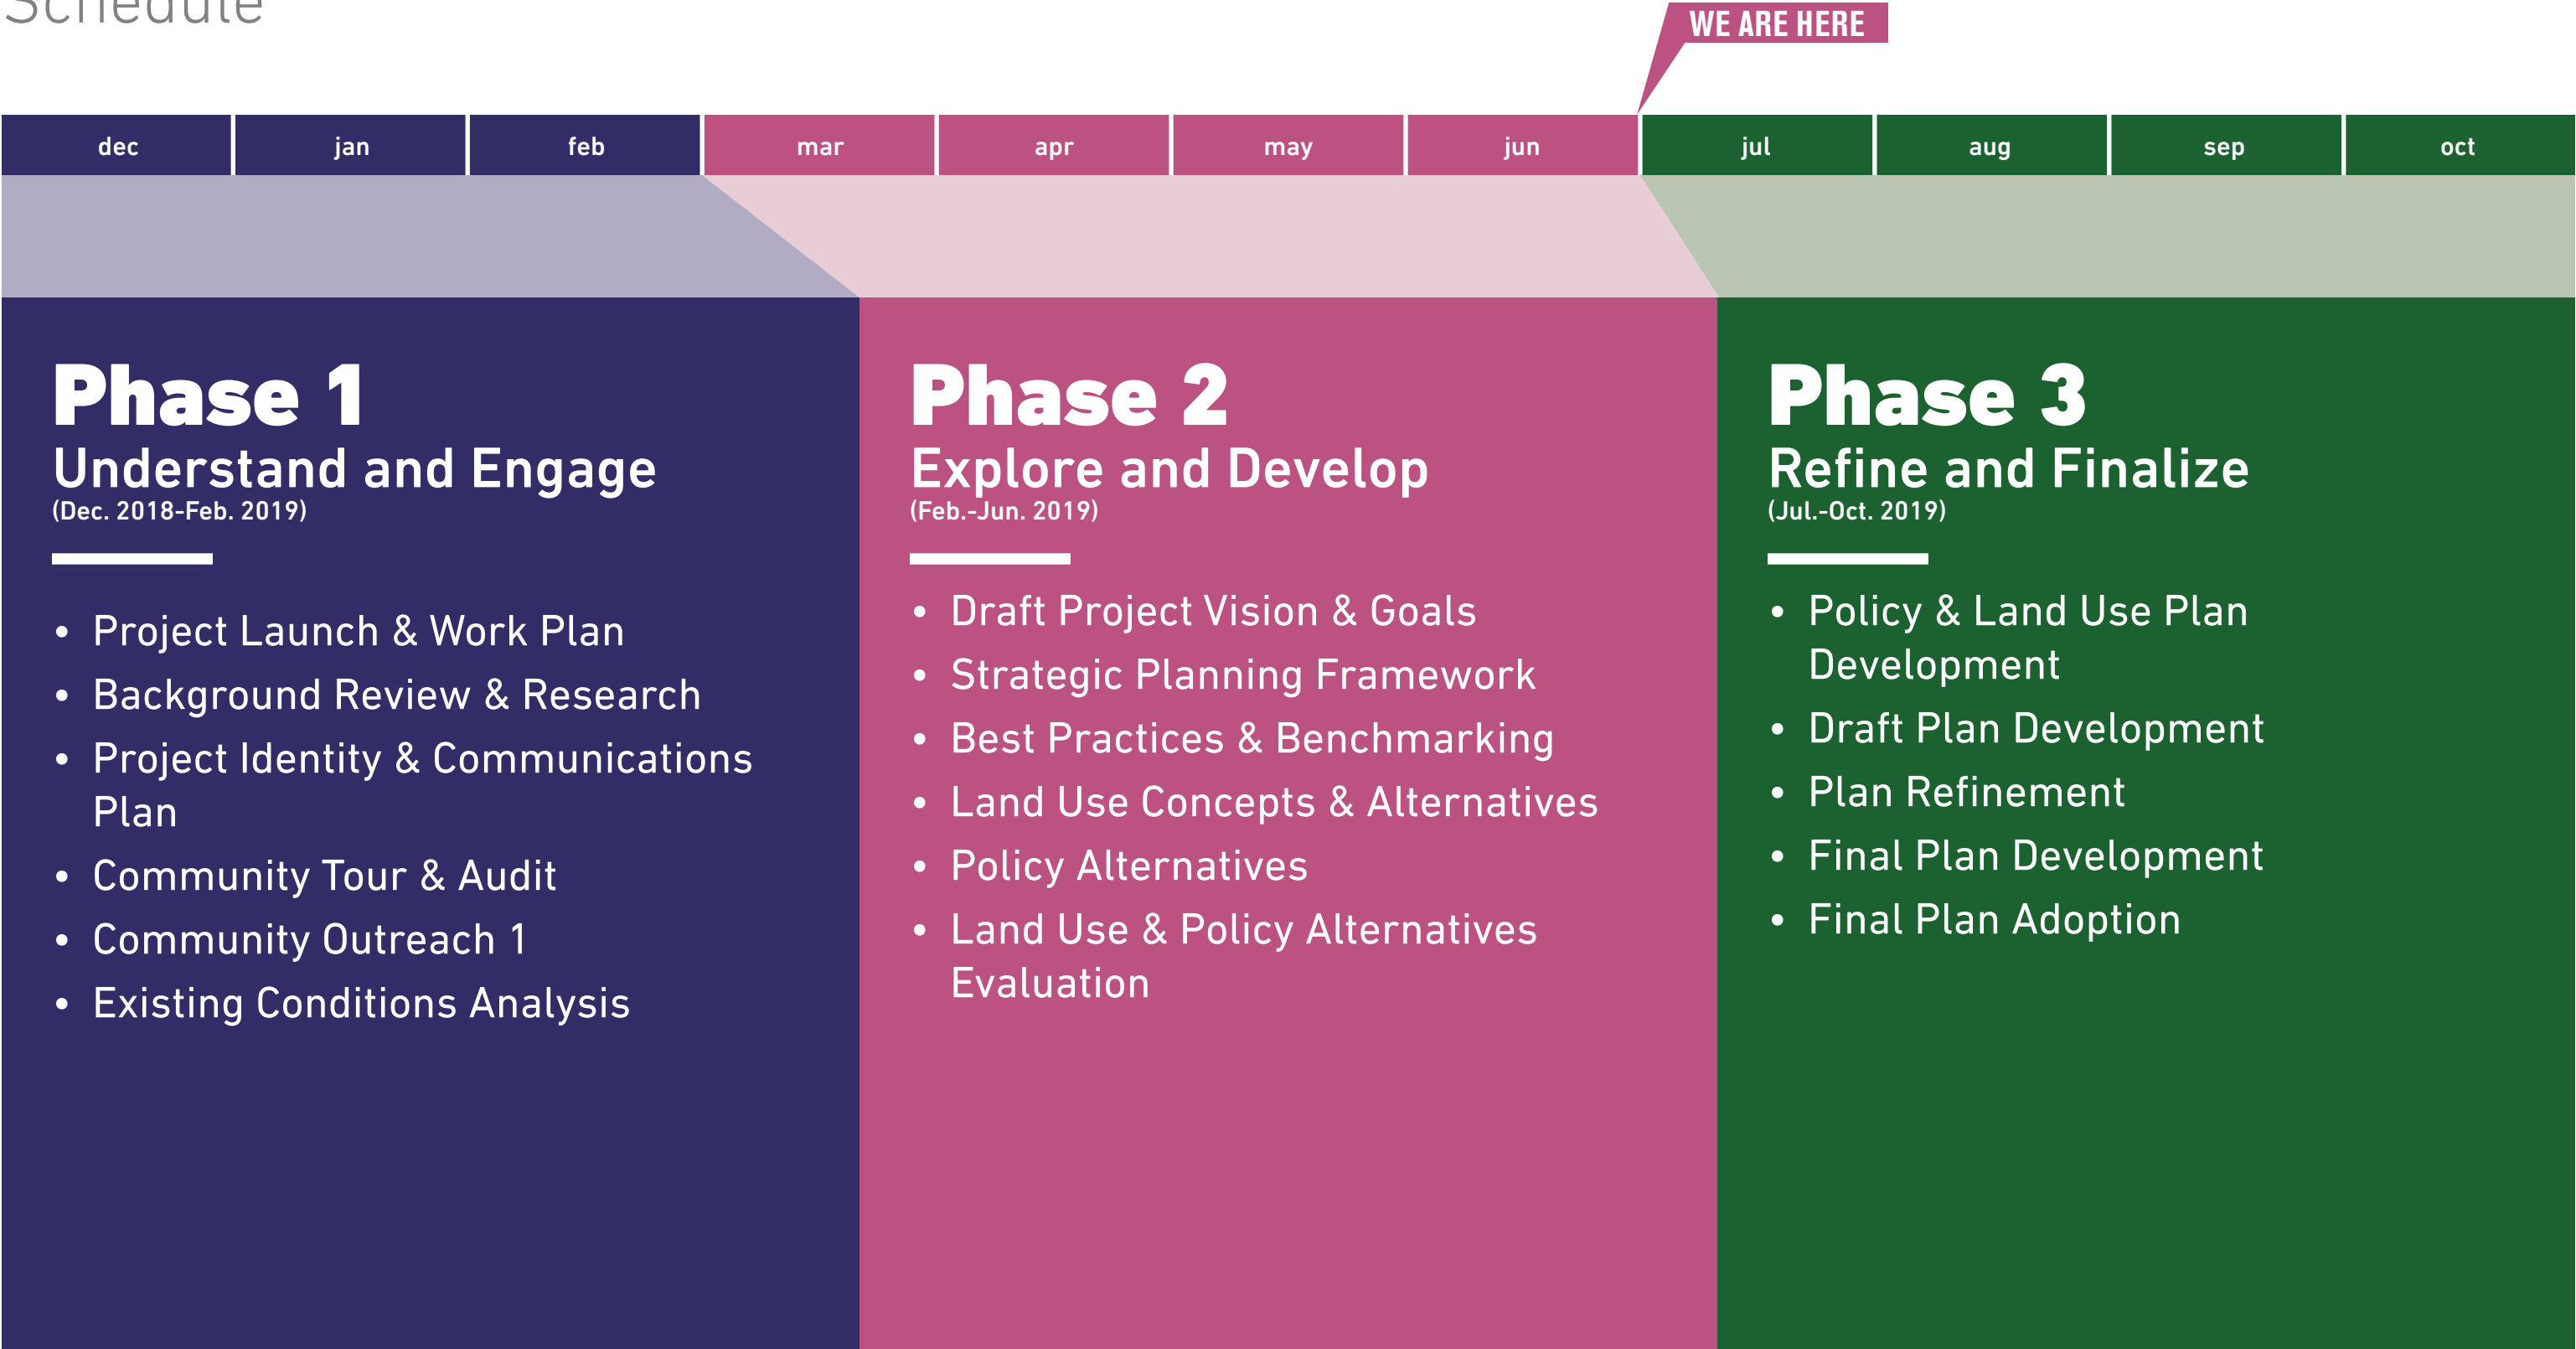 Schedule
WE ARE HERE
dec jan feb mar apr may jun jul aug sep oct
Phase 1
Understand and Engage
(Dec. 2018-Feb. 2019)
• Project Launch & Work Plan
• Background Review & Research
• Project Identity & Communications
Plan
• Community Tour & Audit
• Community Outreach 1
• Existing Conditions Analysis
Phase 2
Explore and Develop
(Feb.-Jun. 2019)
• Draft Project Vision & Goals
• Strategic Planning Framework
• Best Practices & Benchmarking
• Land Use Concepts & Alternatives
• Policy Alternatives
• Land Use & Policy Alternatives
Evaluation
Phase 3
Refine and Finalize
(Jul.-Oct. 2019)
• Policy & Land Use Plan
Development
• Draft Plan Development
• Plan Refinement
• Final Plan Development
• Final Plan Adoption